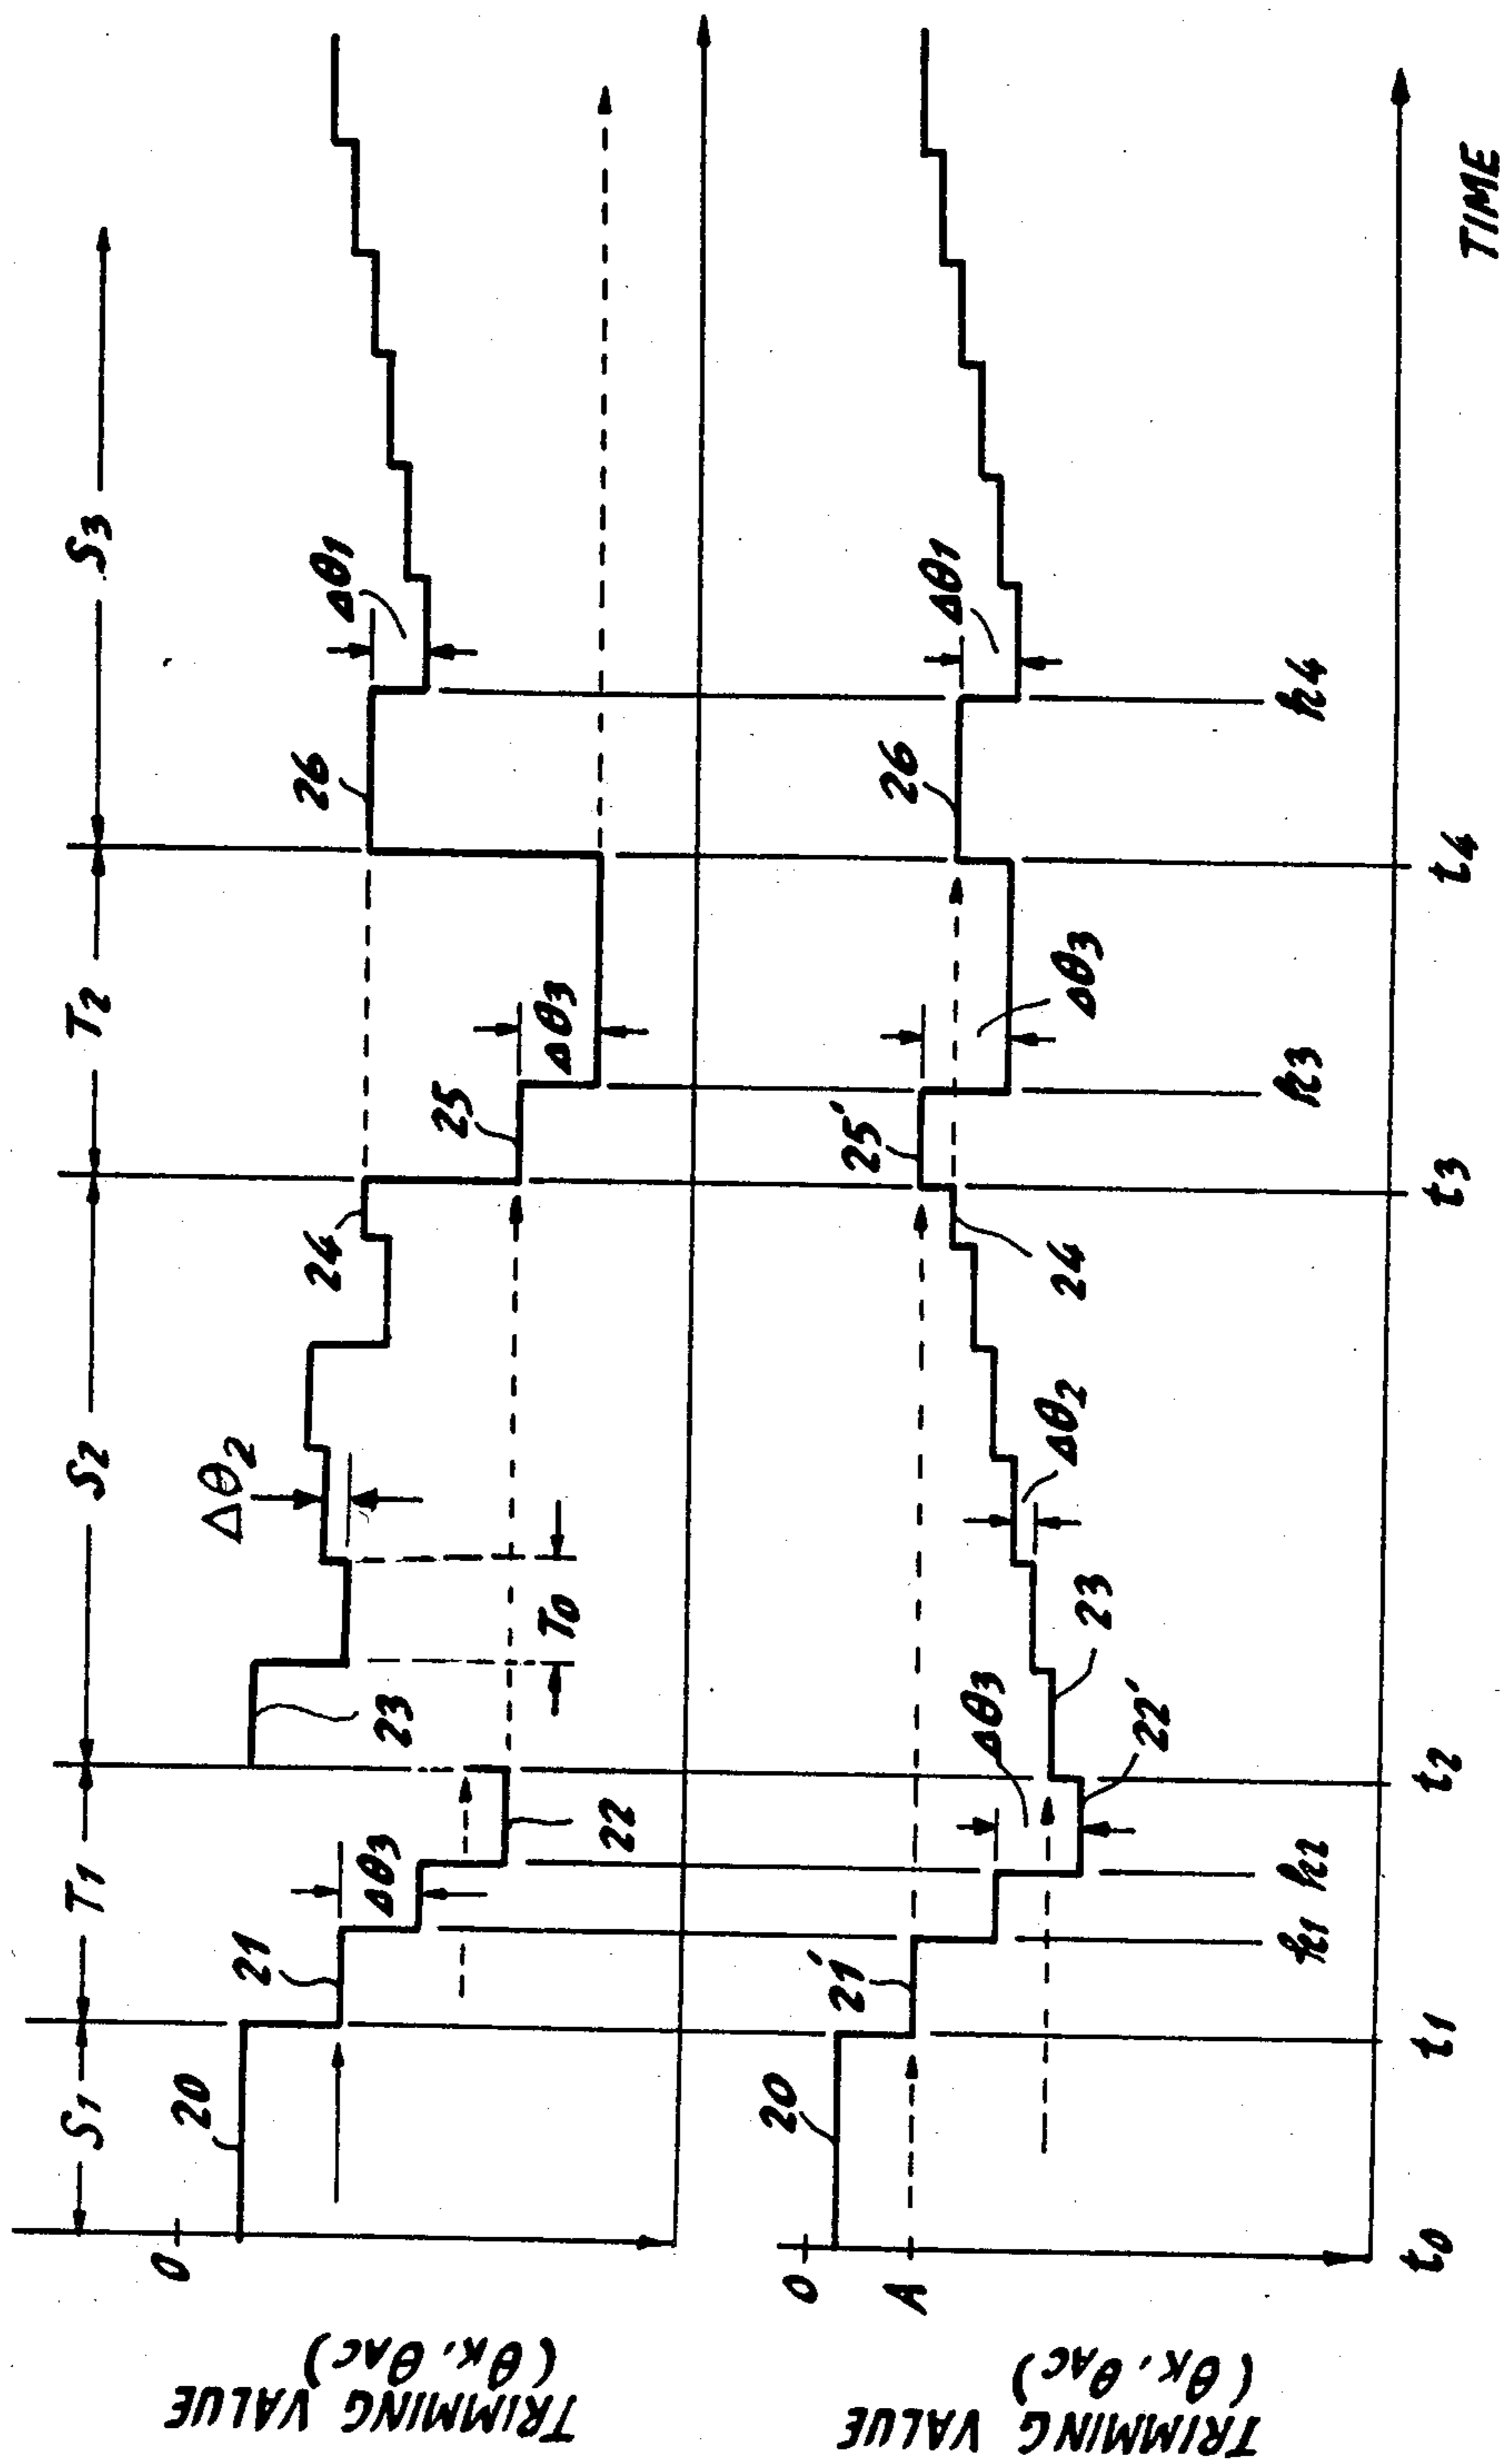 S1
T1
S2
T2
S3
TRIMMING VALUE
(θK, θAC)
0
20
21
Δθ3
22
23
T0
Δθ2
24
25
Δθ3
26
Δθ1
TRIMMING VALUE
(θK, θAC)
0
A
20
21'
Δθ3
22'
23
Δθ2
24
25'
Δθ3
26
Δθ1
k1
k2
k3
k4
t0
t1
t2
t3
t4
TIME